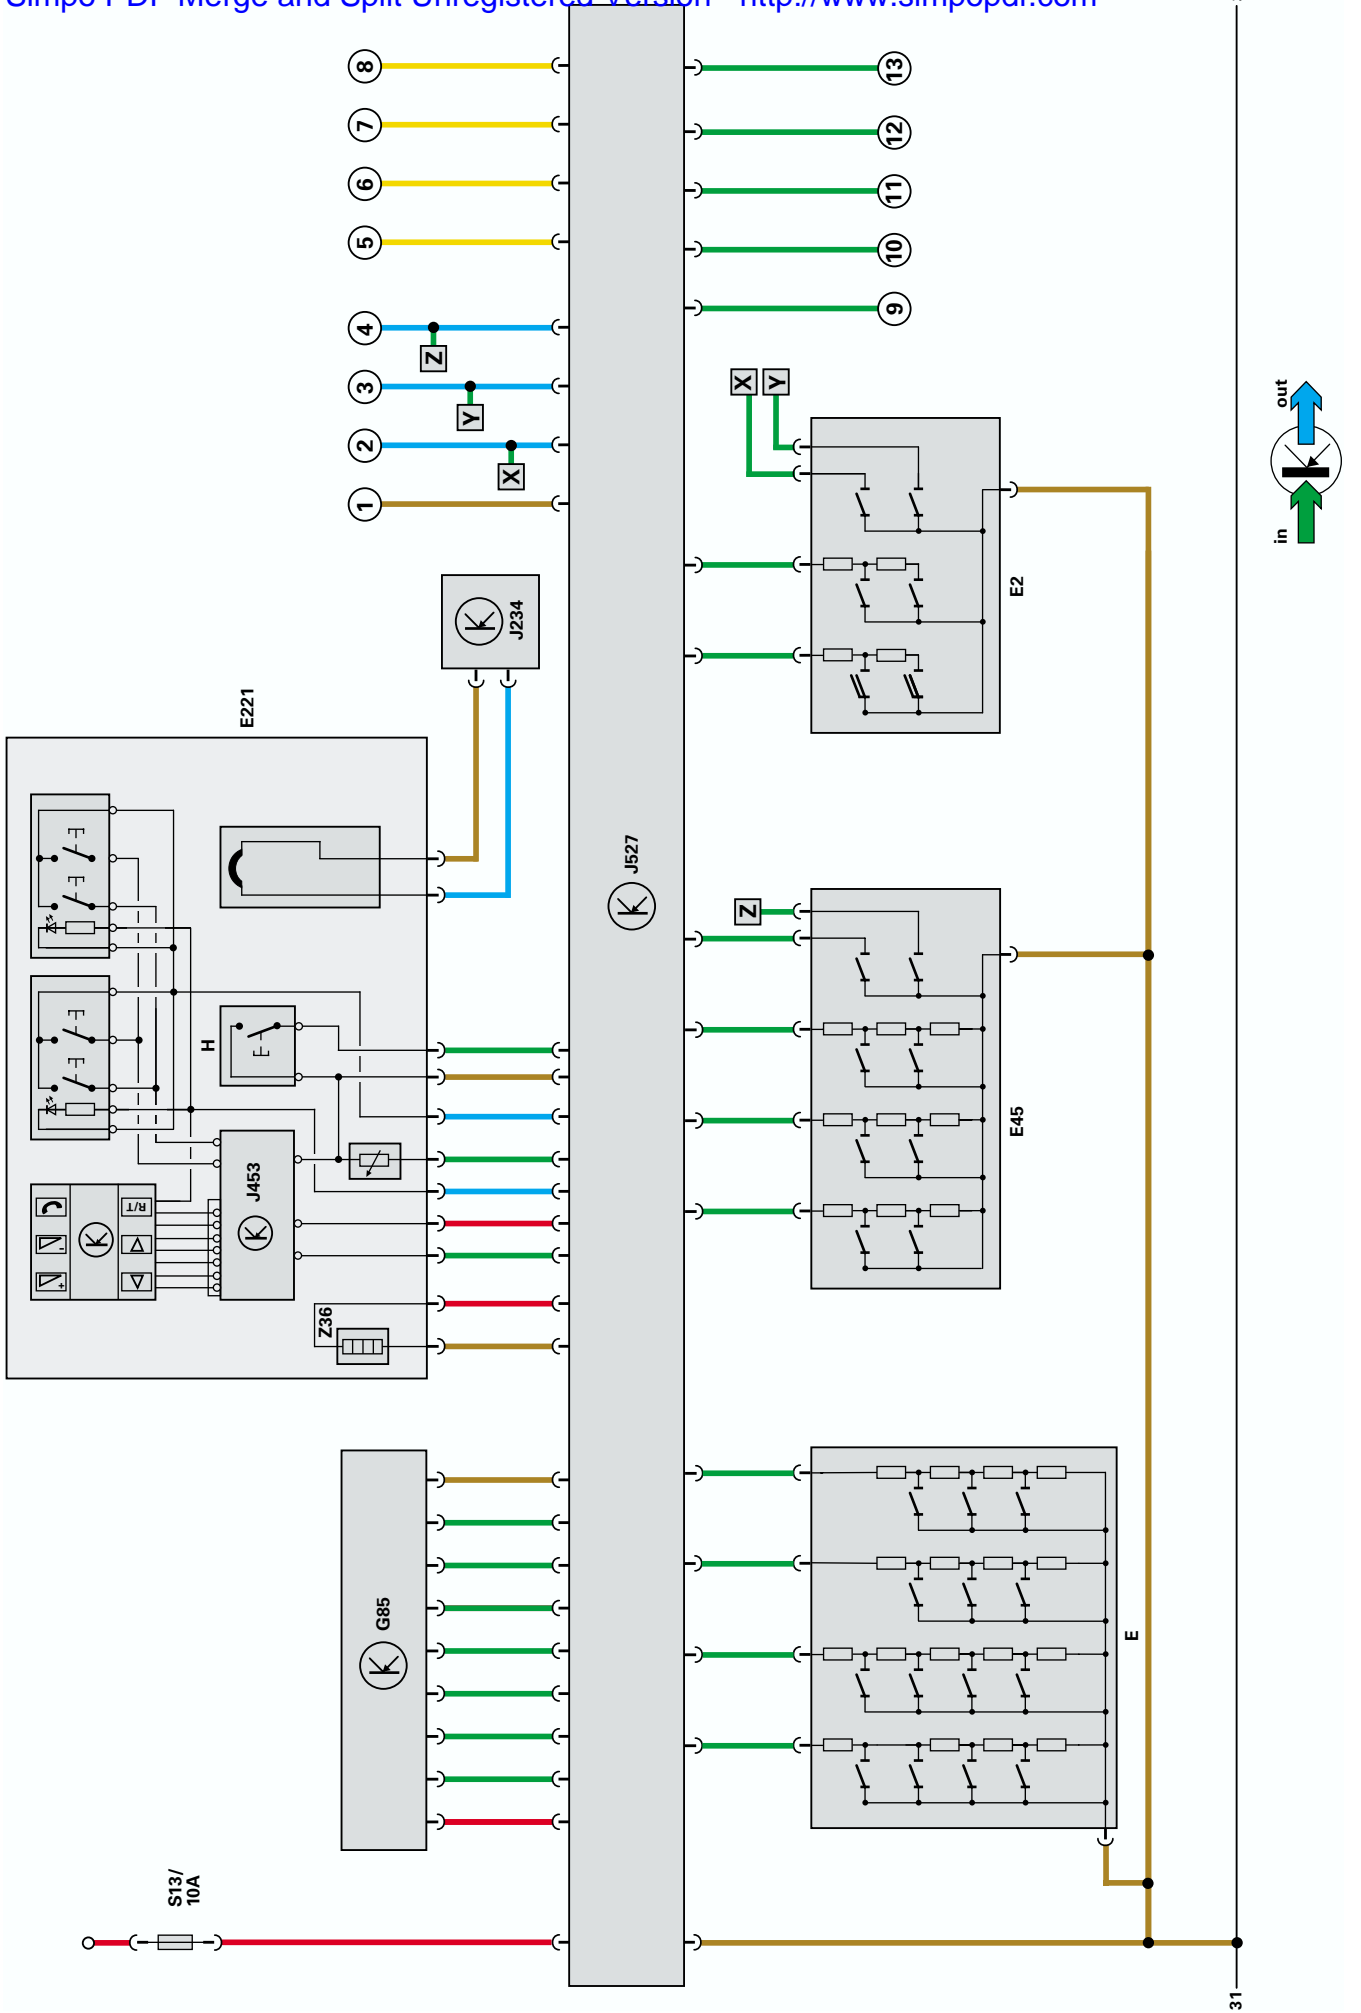 Simpo PDF Merge and Split Unregistered Version - http://www.simpopdf.com
8
7
6
5
4
3
2
1
Z
Y
X
13
12
11
10
9
X
Y
out
in
J234
E221
E2
J527
H
Z
J453
R/T
-
+
E45
Z36
G85
E
S13/
10A
31